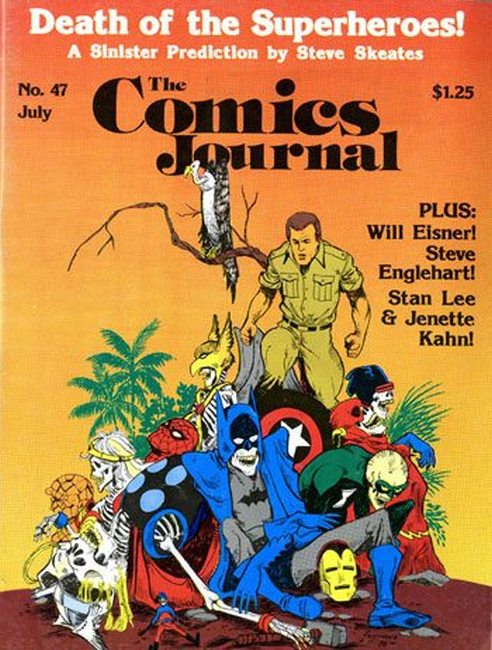 Death of the Superheroes!
A Sinister Prediction by Steve Skeates
No. 47
July
$1.25
The
Comics
Journal
PLUS:
Will Eisner!
Steve
Englehart!
Stan Lee
& Jenette
Kahn!